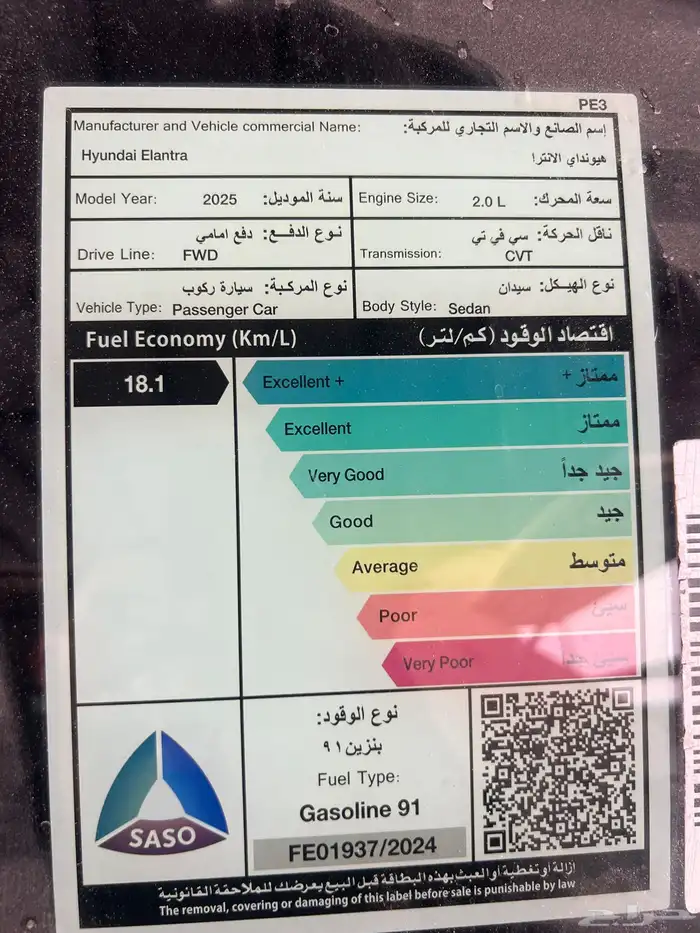 PE3
Manufacturer and Vehicle commercial Name: إسم الصانع والاسم التجاري للمركبة:
Hyundai Elantra هيونداي الانترا
Model Year: 2025 سنة الموديل:
Engine Size: 2.0 L سعة المحرك:
نوع الدفع: دفع امامي
Drive Line: FWD
ناقل الحركة: سي في تي
Transmission: CVT
نوع المركبة: سيارة ركوب
Vehicle Type: Passenger Car
نوع الهيكل: سيدان
Body Style: Sedan
Fuel Economy (Km/L) اقتصاد الوقود (كم/لتر)
18.1
Excellent + ممتاز +
Excellent ممتاز
Very Good جيد جداً
Good جيد
Average متوسط
Poor سيئ
Very Poor سيئ جداً
نوع الوقود:
بنزين ٩١
Fuel Type:
Gasoline 91
FE01937/2024
SASO
إزالة أو تغطية أو العبث بهذه البطاقة قبل البيع يعرضك للملاحقة القانونية
The removal, covering or damaging of this label before sale is punishable by law
حراج